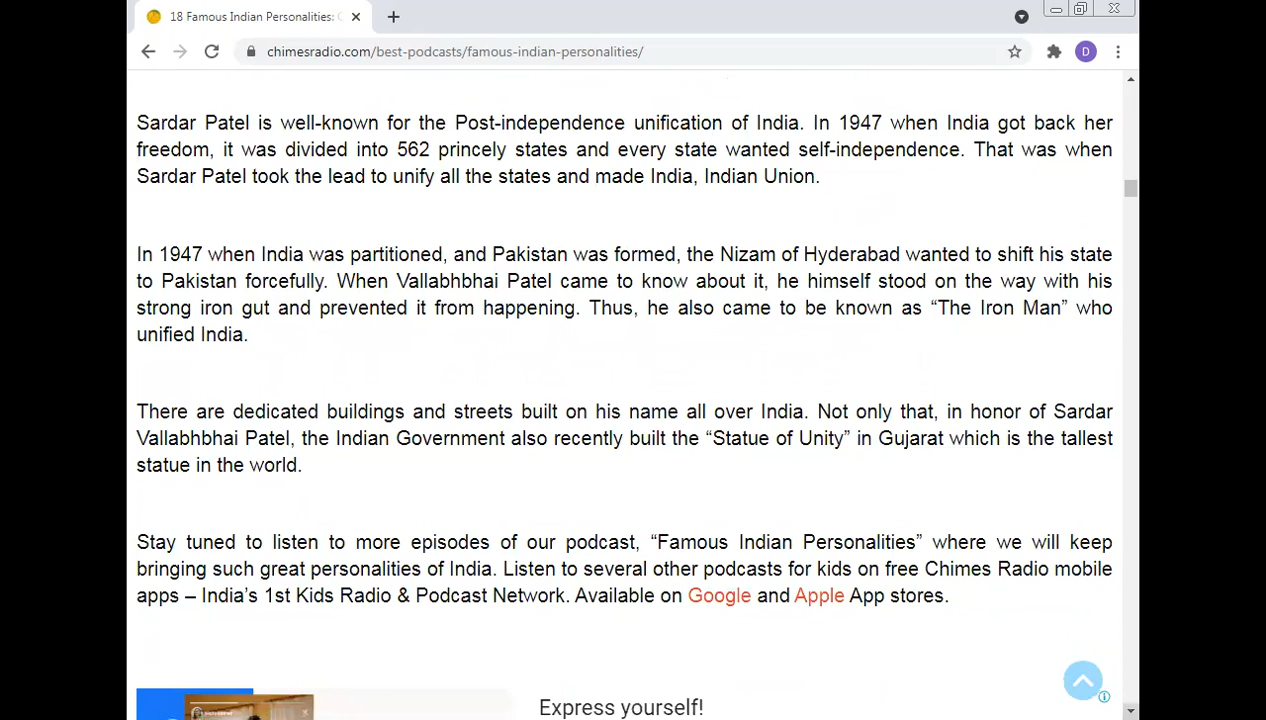 18 Famous Indian Personalities:
chimesradio.com/best-podcasts/famous-indian-personalities/
D
Sardar Patel is well-known for the Post-independence unification of India. In 1947 when India got back her
freedom, it was divided into 562 princely states and every state wanted self-independence. That was when
Sardar Patel took the lead to unify all the states and made India, Indian Union.
In 1947 when India was partitioned, and Pakistan was formed, the Nizam of Hyderabad wanted to shift his state
to Pakistan forcefully. When Vallabhbhai Patel came to know about it, he himself stood on the way with his
strong iron gut and prevented it from happening. Thus, he also came to be known as “The Iron Man” who
unified India.
There are dedicated buildings and streets built on his name all over India. Not only that, in honor of Sardar
Vallabhbhai Patel, the Indian Government also recently built the “Statue of Unity” in Gujarat which is the tallest
statue in the world.
Stay tuned to listen to more episodes of our podcast, “Famous Indian Personalities” where we will keep
bringing such great personalities of India. Listen to several other podcasts for kids on free Chimes Radio mobile
apps – India’s 1st Kids Radio & Podcast Network. Available on Google and Apple App stores.
Express yourself!